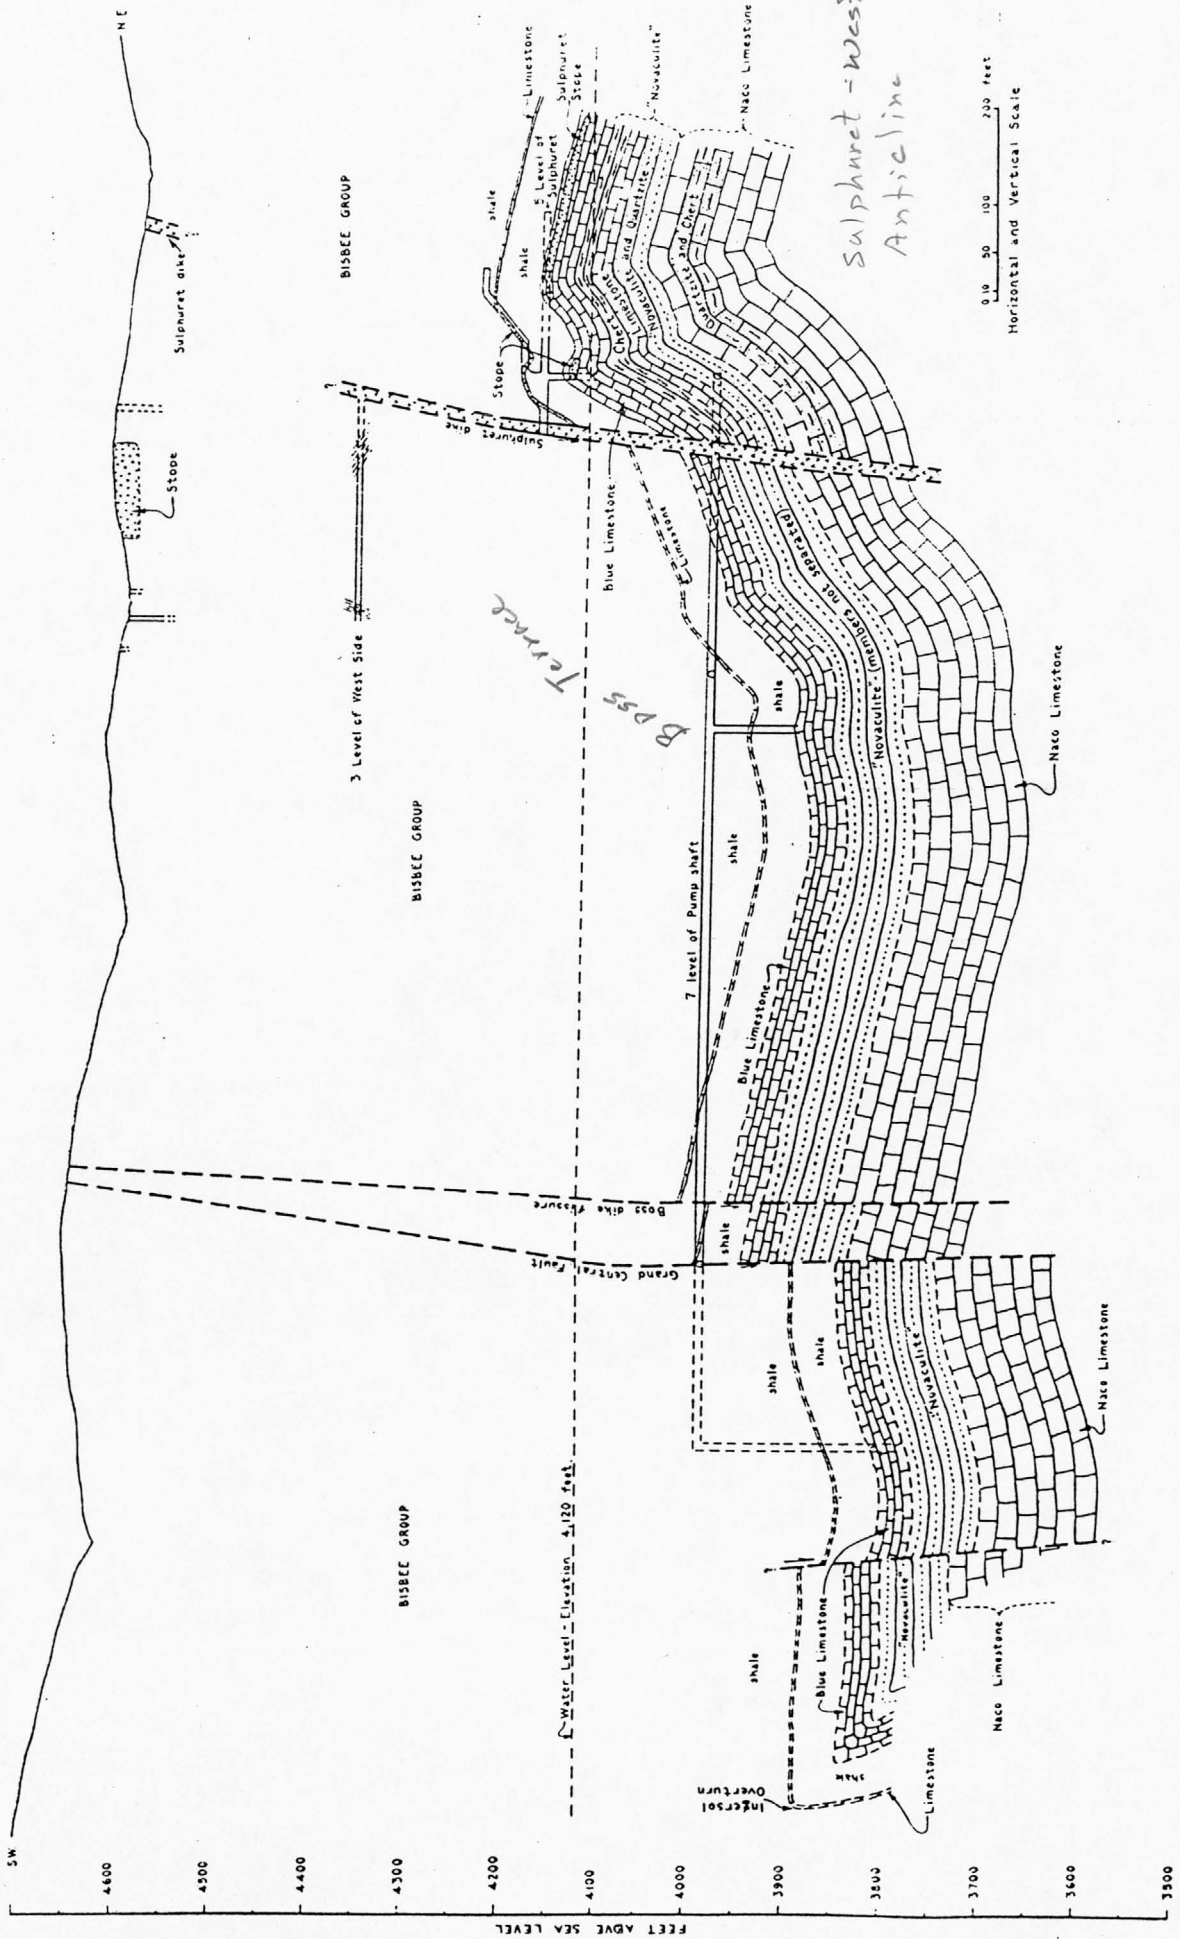 SW
NE
FEET ABOVE SEA LEVEL
4600
4500
4400
4300
4200
4100
4000
3900
3800
3700
3600
3500
Stope
Sulphuret dike
?
BISBEE GROUP
BISBEE GROUP
BISBEE GROUP
3 Level of West Side
?
Sulphuret dike
Stope
shale
shale
Limestone
5 Level of
Sulphuret
Sulphuret
Stope
"Novaculite"
Naco Limestone
Chert
Limestone
"Novaculite" and Quartzite
Quartzite and Chert
Sulphuret - West
Anticline
0 10 50 100 200 feet
Horizontal and Vertical Scale
Blue Limestone
Limestone
Boss Terrace
Water Level - Elevation 4,120 feet
7 level of Pump shaft
shale
shale
Blue Limestone
"Novaculite" (members not separated)
Naco Limestone
Boss dike fissure
Grand Central Fault
shale
shale
shale
"Novaculite"
Naco Limestone
?
?
shale
Blue Limestone
"Novaculite"
Naco Limestone
Ingersol
Overturn
shale
Limestone